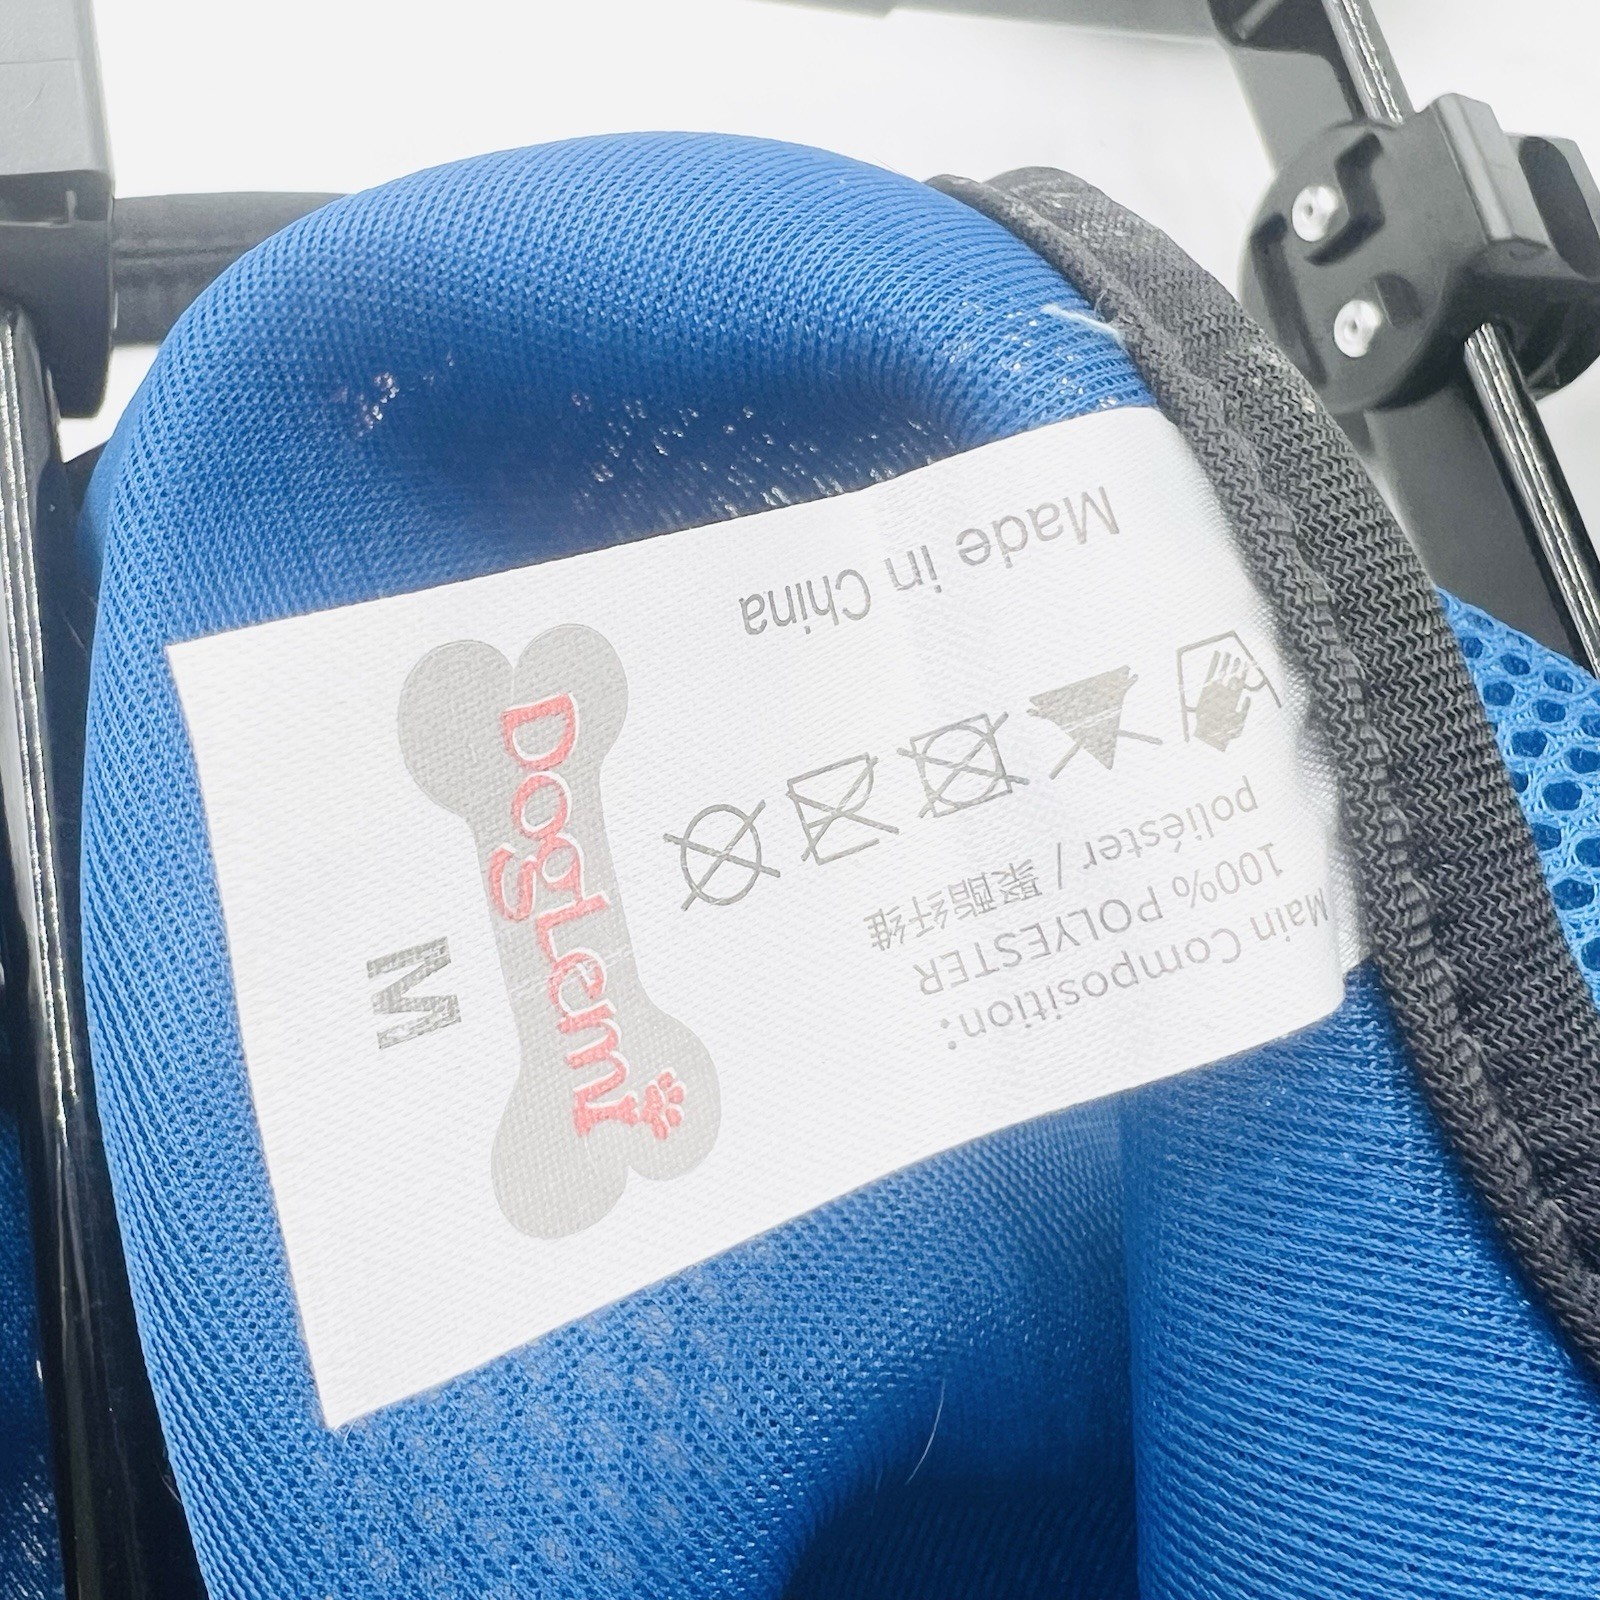 DogLemi
M
Main Composition:
100% POLYESTER
poliéster / 聚酯纤维
Made in China